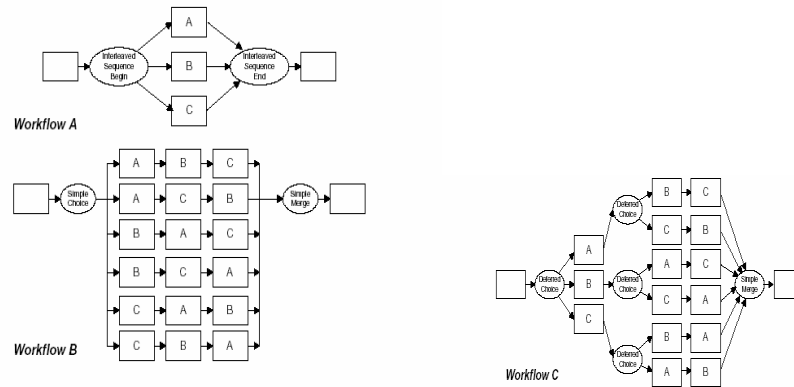 A
Interleaved
Sequence
Begin
B
Interleaved
Sequence
End
C
Workflow A
Simple
Choice
A B C
A C B
B A C
B C A
C A B
C B A
Simple
Merge
Workflow B
Deferred
Choice
A
B
C
Deferred
Choice
Deferred
Choice
Deferred
Choice
B C
C B
A C
C A
B A
A B
Simple
Merge
Workflow C